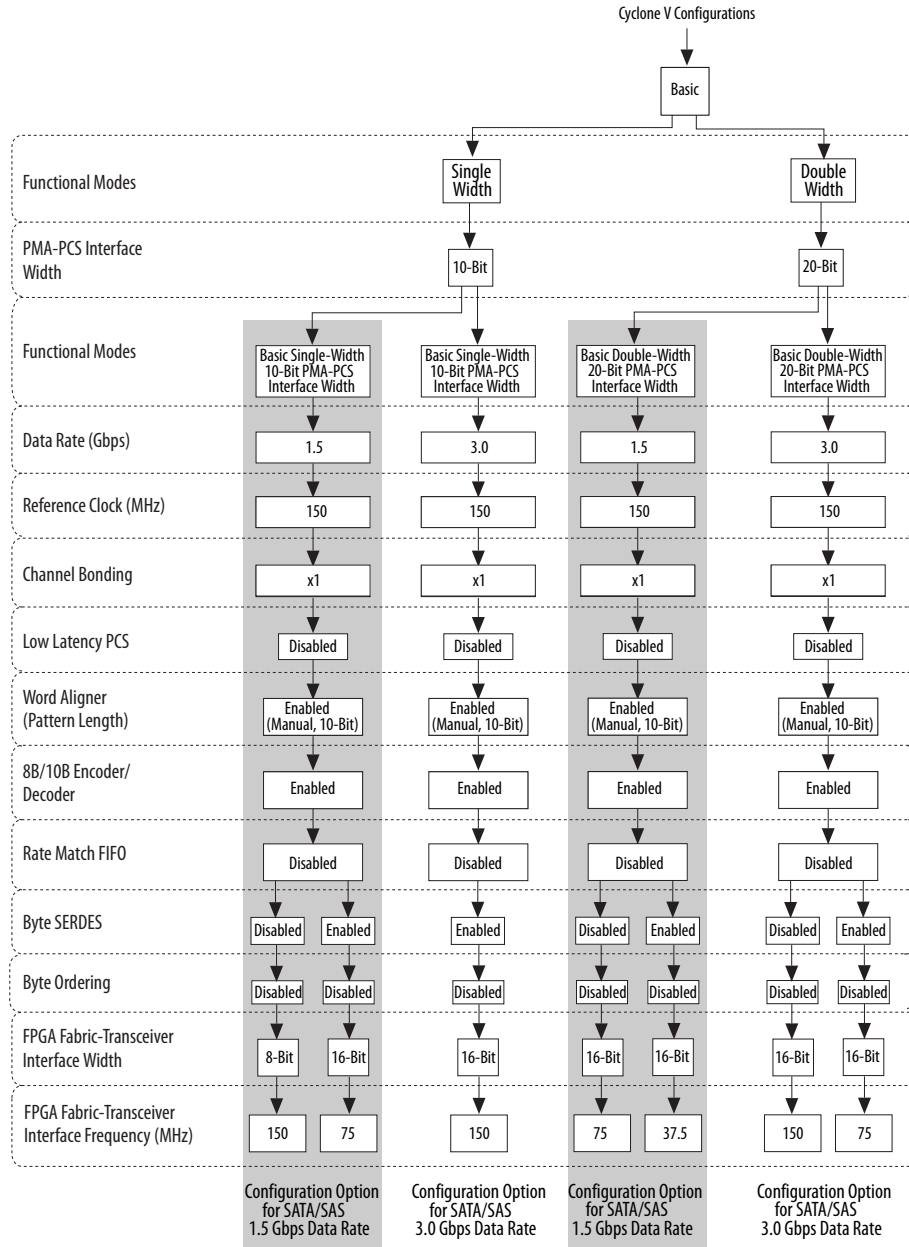 Cyclone V Configurations
Basic
Functional Modes
Single
Width
Double
Width
PMA-PCS Interface
Width
10-Bit
20-Bit
Functional Modes
Basic Single-Width
10-Bit PMA-PCS
Interface Width
Basic Single-Width
10-Bit PMA-PCS
Interface Width
Basic Double-Width
20-Bit PMA-PCS
Interface Width
Basic Double-Width
20-Bit PMA-PCS
Interface Width
Data Rate (Gbps)
1.5
3.0
1.5
3.0
Reference Clock (MHz)
150
150
150
150
Channel Bonding
x1
x1
x1
x1
Low Latency PCS
Disabled
Disabled
Disabled
Disabled
Word Aligner
(Pattern Length)
Enabled
(Manual, 10-Bit)
Enabled
(Manual, 10-Bit)
Enabled
(Manual, 10-Bit)
Enabled
(Manual, 10-Bit)
8B/10B Encoder/
Decoder
Enabled
Enabled
Enabled
Enabled
Rate Match FIFO
Disabled
Disabled
Disabled
Disabled
Byte SERDES
Disabled
Enabled
Enabled
Disabled
Enabled
Disabled
Enabled
Byte Ordering
Disabled
Disabled
Disabled
Disabled
Disabled
Disabled
Disabled
FPGA Fabric-Transceiver
Interface Width
8-Bit
16-Bit
16-Bit
16-Bit
16-Bit
16-Bit
16-Bit
FPGA Fabric-Transceiver
Interface Frequency (MHz)
150
75
150
75
37.5
150
75
Configuration Option
for SATA/SAS
1.5 Gbps Data Rate
Configuration Option
for SATA/SAS
3.0 Gbps Data Rate
Configuration Option
for SATA/SAS
1.5 Gbps Data Rate
Configuration Option
for SATA/SAS
3.0 Gbps Data Rate